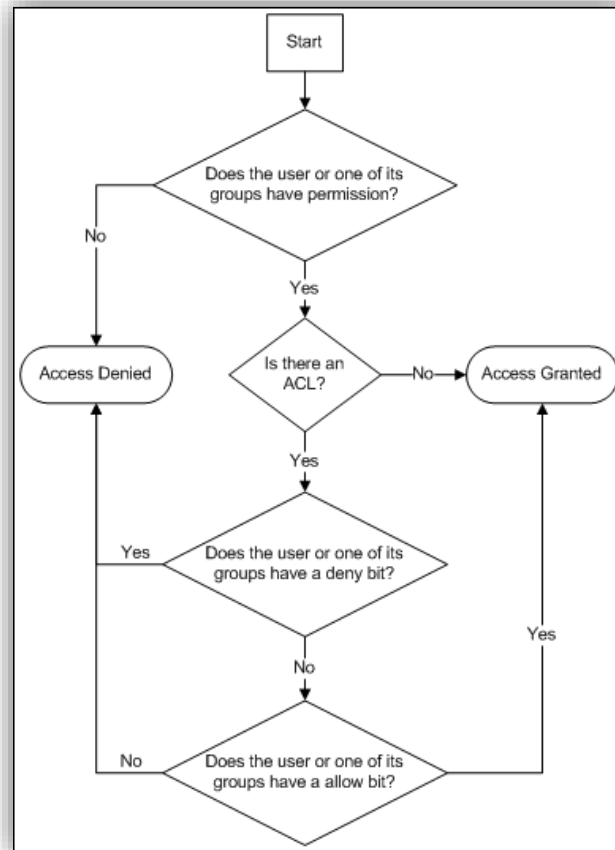 Start
Does the user or one of its
groups have permission?
No
Yes
Access Denied
Is there an
ACL?
No
Access Granted
Yes
Yes
Does the user or one of its
groups have a deny bit?
Yes
No
No
Does the user or one of its
groups have a allow bit?